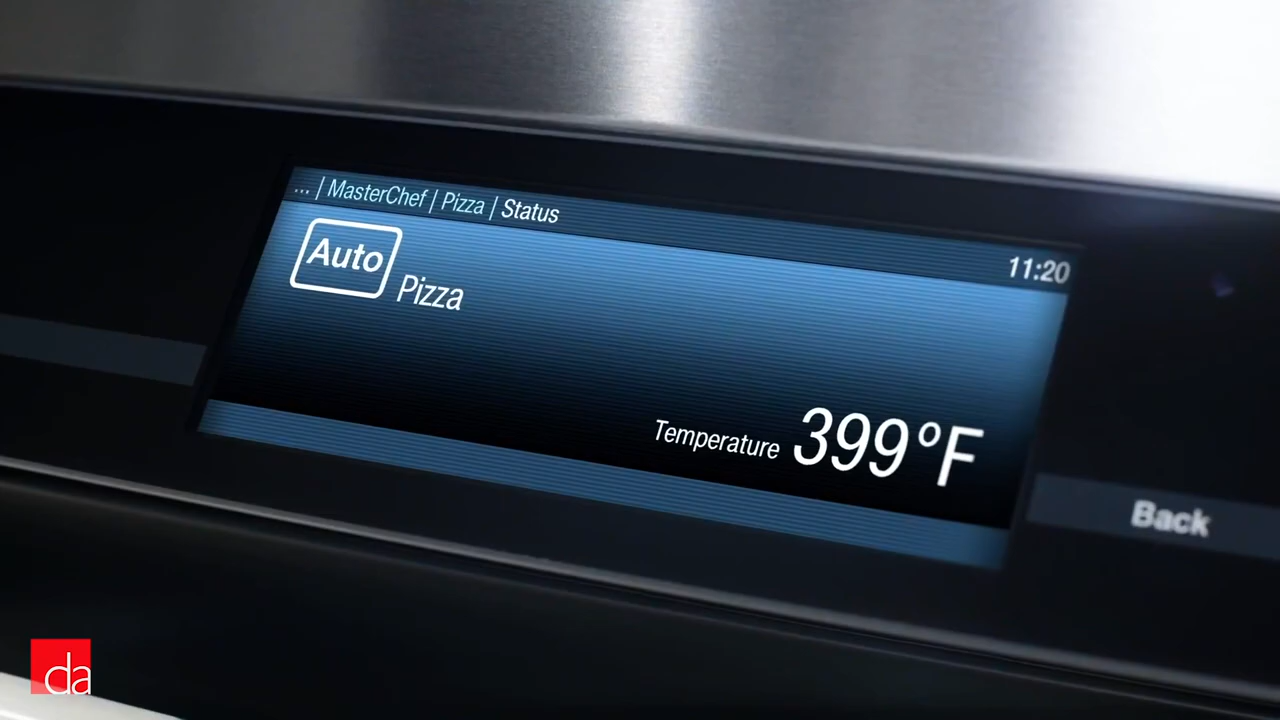 ... | MasterChef | Pizza | Status
11:20
Auto Pizza
Temperature 399°F
Back
da